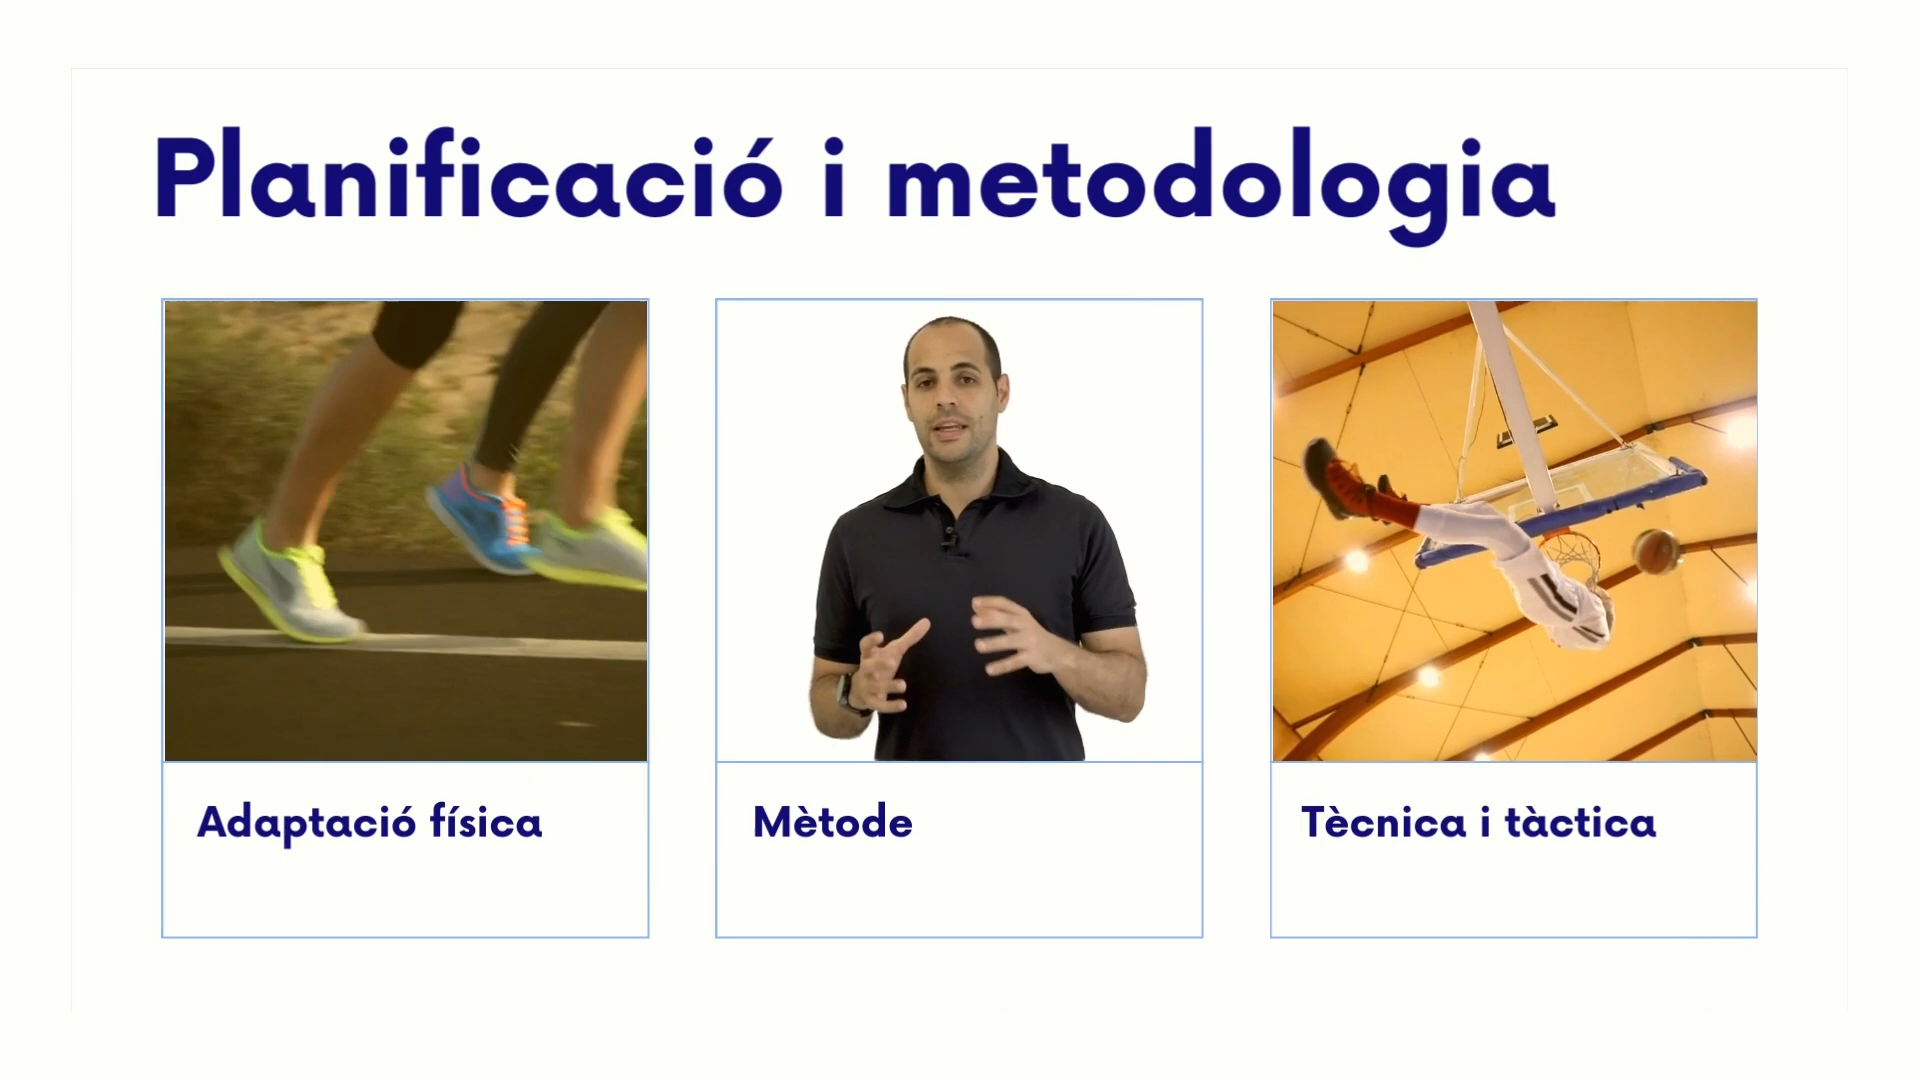 Planificació i metodologia
Adaptació física
Mètode
Tècnica i tàctica